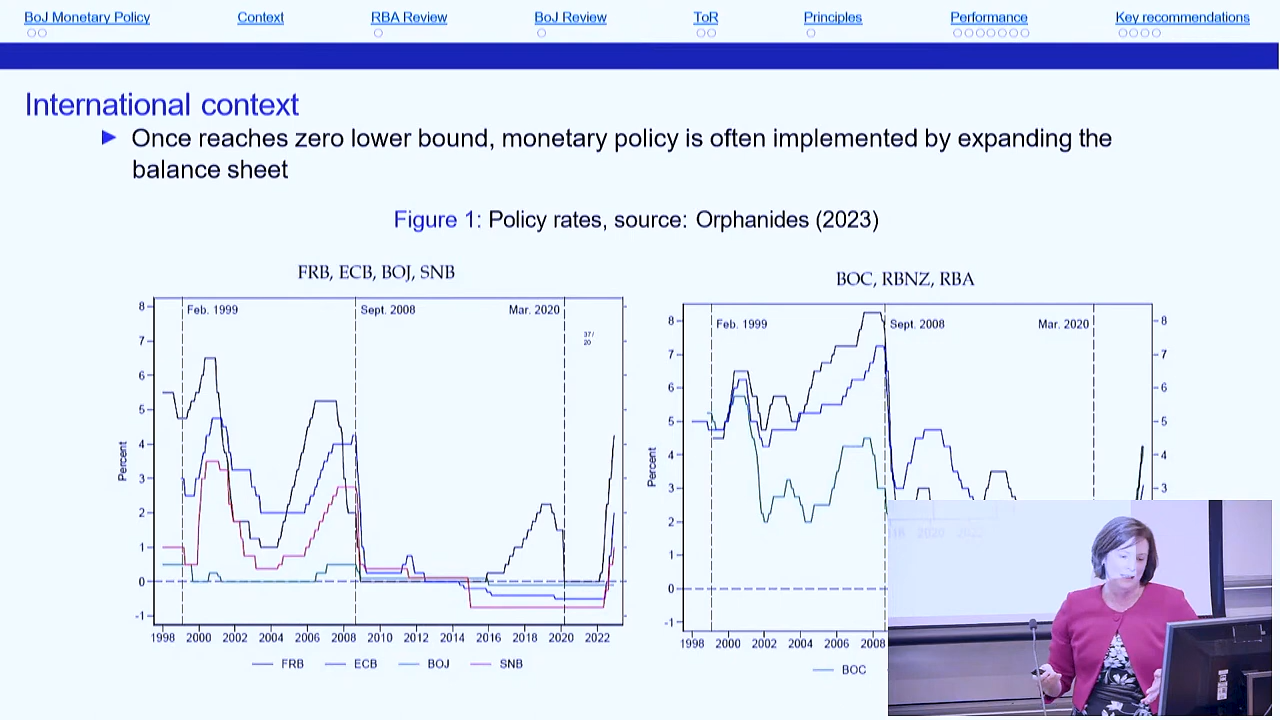 BoJ Monetary Policy Context RBA Review BoJ Review ToR Principles Performance Key recommendations
International context
Once reaches zero lower bound, monetary policy is often implemented by expanding the
balance sheet
Figure 1: Policy rates, source: Orphanides (2023)
FRB, ECB, BOJ, SNB
Feb. 1999 Sept. 2008 Mar. 2020
37/
20
8
7
6
5
4
3
2
1
0
-1
Percent
1998 2000 2002 2004 2006 2008 2010 2012 2014 2016 2018 2020 2022
FRB ECB BOJ SNB
BOC, RBNZ, RBA
Feb. 1999 Sept. 2008 Mar. 2020
8 8
7 7
6 6
5 5
4 4
3 3
2
1
0
-1
Percent
1998 2000 2002 2004 2006 2008
BOC